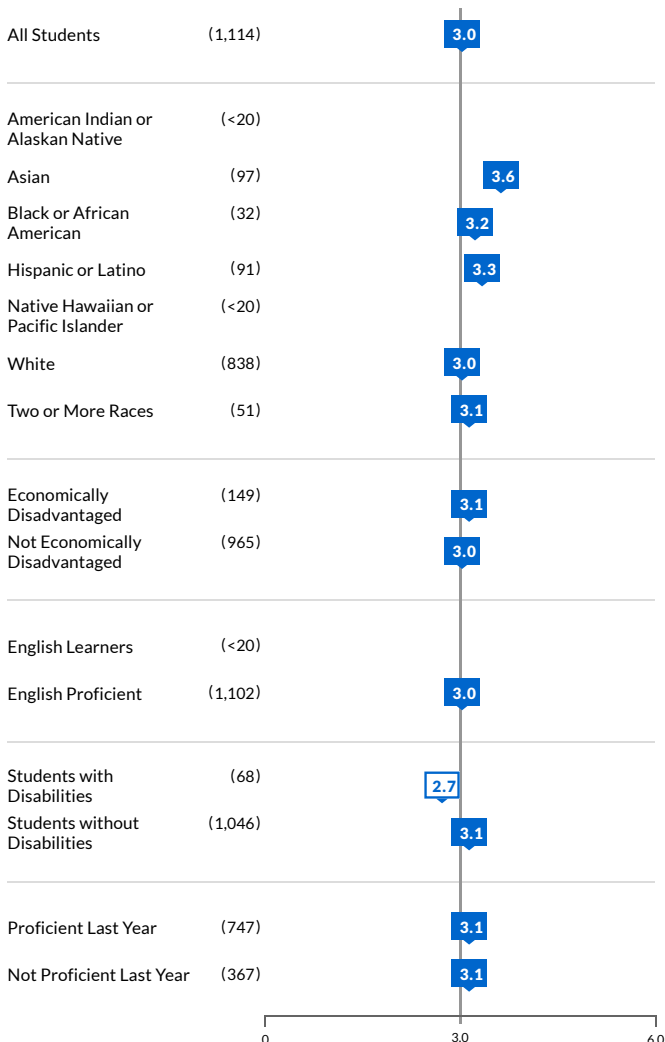 All Students (1,114) 3.0
American Indian or (<20)
Alaskan Native
Asian (97) 3.6
Black or African (32) 3.2
American
Hispanic or Latino (91) 3.3
Native Hawaiian or (<20)
Pacific Islander
White (838) 3.0
Two or More Races (51) 3.1
Economically (149) 3.1
Disadvantaged
Not Economically (965) 3.0
Disadvantaged
English Learners (<20)
English Proficient (1,102) 3.0
Students with (68) 2.7
Disabilities
Students without (1,046) 3.1
Disabilities
Proficient Last Year (747) 3.1
Not Proficient Last Year (367) 3.1
0 3.0 6.0